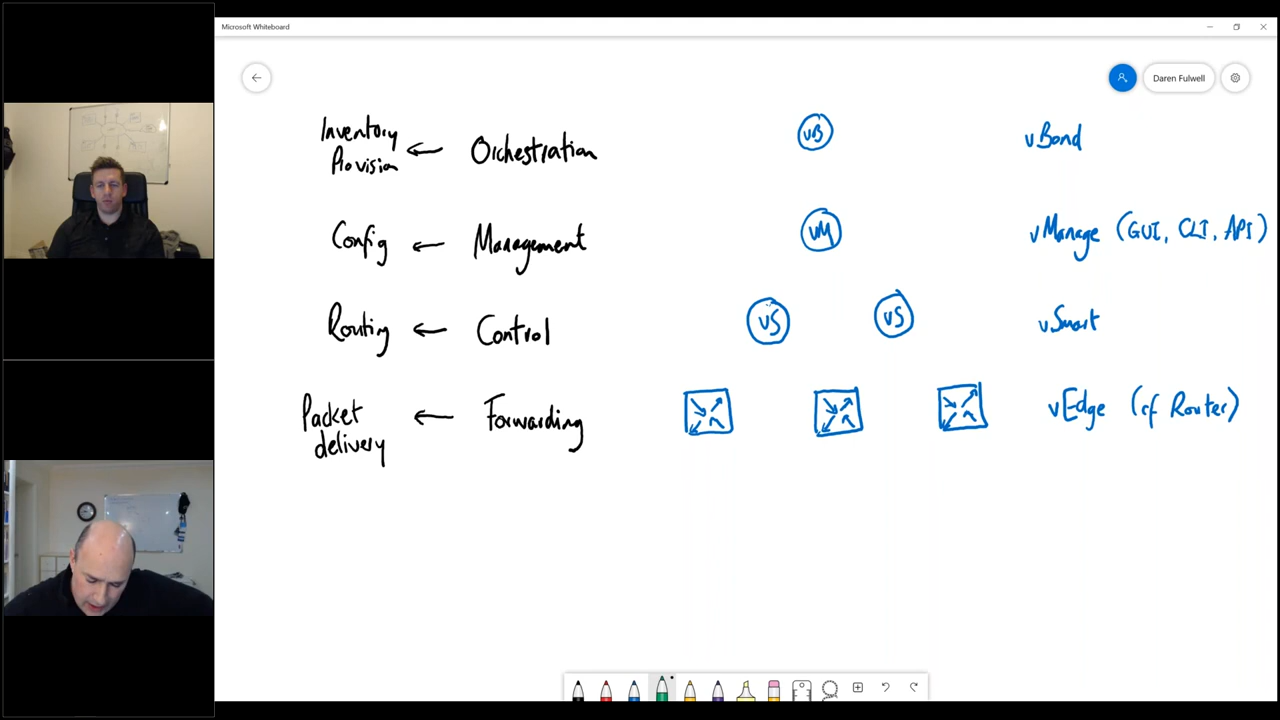 Microsoft Whiteboard
Daren Fulwell
Inventory
Provision ← Orchestration
vB
vBond
Config ← Management
vM
vManage (GUI, CLI, API)
Routing ← Control
vS vS
vSmart
Packet
delivery ← Forwarding
vEdge (cf Router)